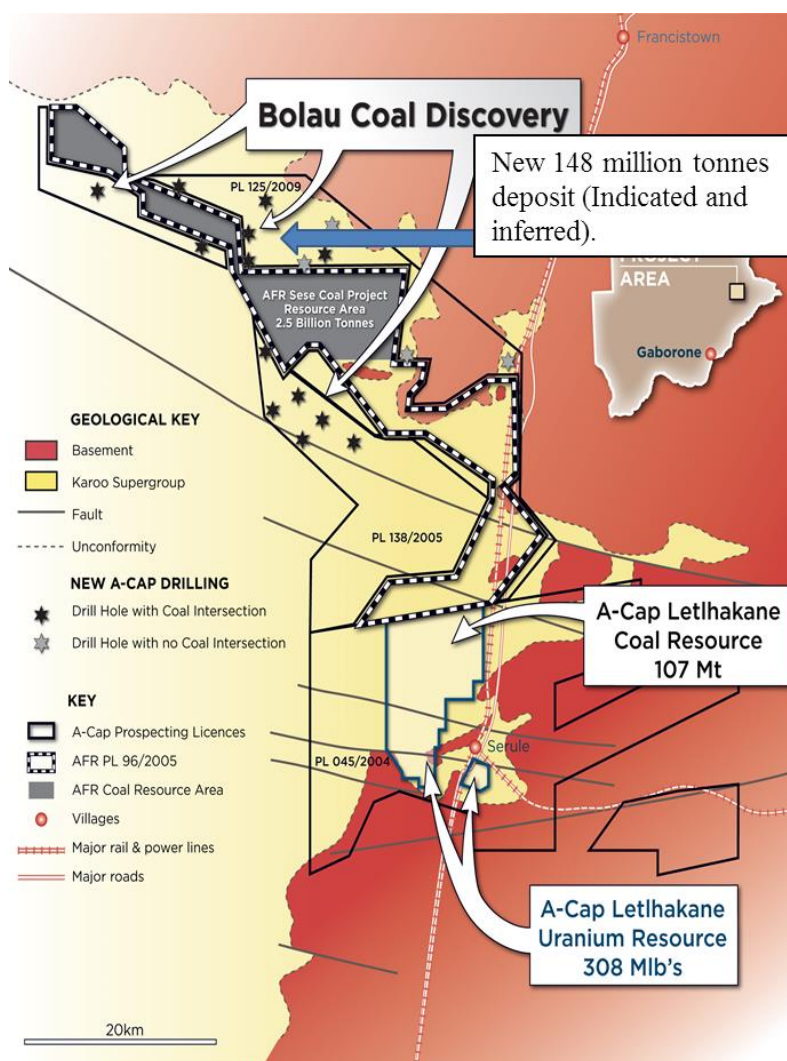 Francistown
Bolau Coal Discovery
New 148 million tonnes
deposit (Indicated and
inferred).
PL 125/2009
PROJECT
AREA
AFR Sese Coal Project
Resource Area
2.5 Billion Tonnes
Gaborone
GEOLOGICAL KEY
Basement
Karoo Supergroup
Fault
Unconformity
PL 138/2005
NEW A-CAP DRILLING
Drill Hole with Coal Intersection
Drill Hole with no Coal Intersection
A-Cap Letlhakane
Coal Resource
107 Mt
KEY
A-Cap Prospecting Licences
AFR PL 96/2005
AFR Coal Resource Area
Villages
Major rail & power lines
Major roads
PL 045/2004
Serule
A-Cap Letlhakane
Uranium Resource
308 Mlb's
20km